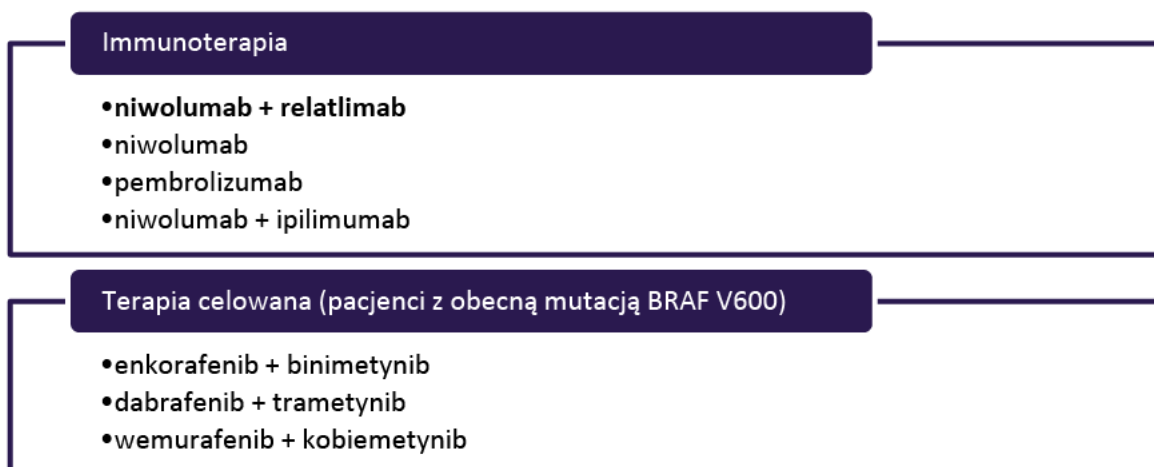 Immunoterapia
•niwolumab + relatlimab
•niwolumab
•pembrolizumab
•niwolumab + ipilimumab
Terapia celowana (pacjenci z obecną mutacją BRAF V600)
•enkorafenib + binimetynib
•dabrafenib + trametynib
•wemurafenib + kobiemetynib